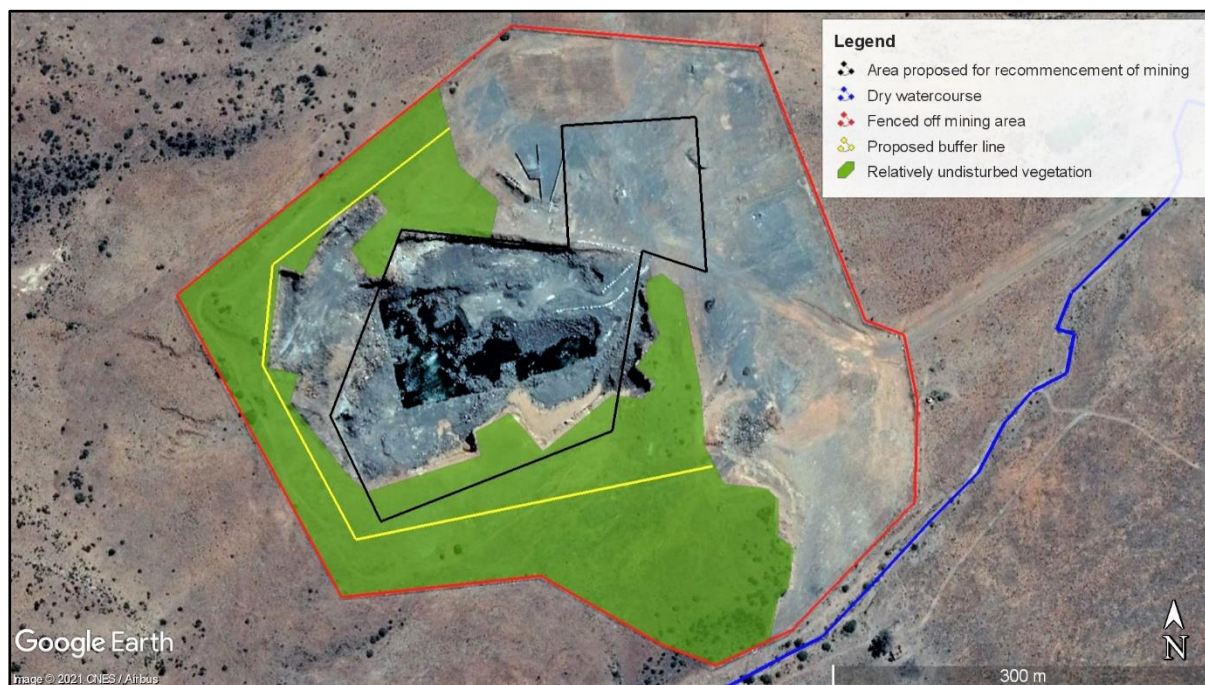 Legend
Area proposed for recommencement of mining
Dry watercourse
Fenced off mining area
Proposed buffer line
Relatively undisturbed vegetation
Google Earth
Image © 2021 CNES / Airbus
N
300 m